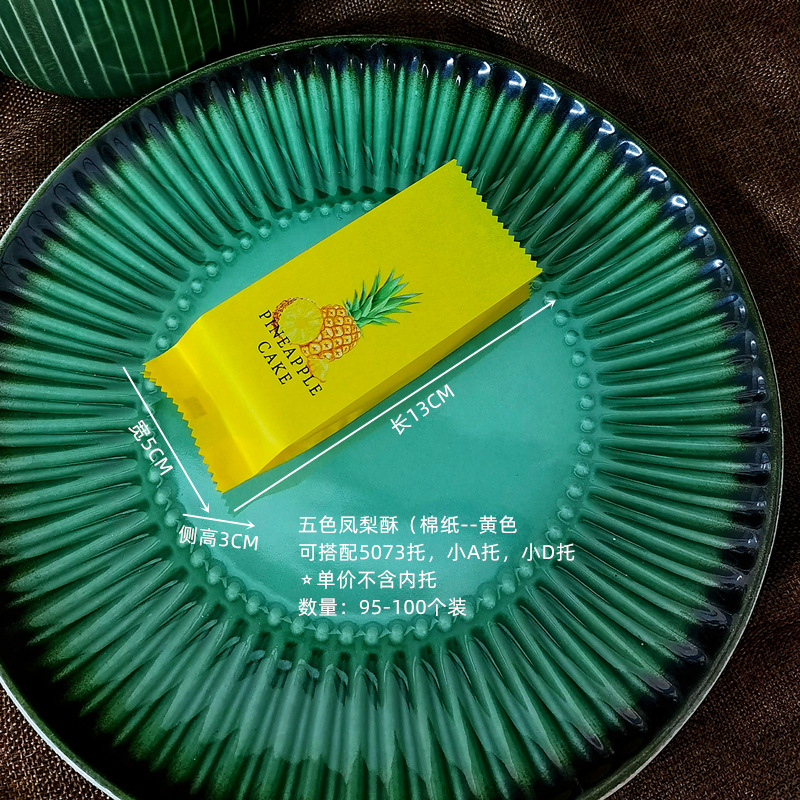 PINEAPPLE
CAKE
长13CM
宽5CM
侧高3CM
五色凤梨酥（棉纸--黄色
可搭配5073托，小A托，小D托
☆单价不含内托
数量：95-100个装